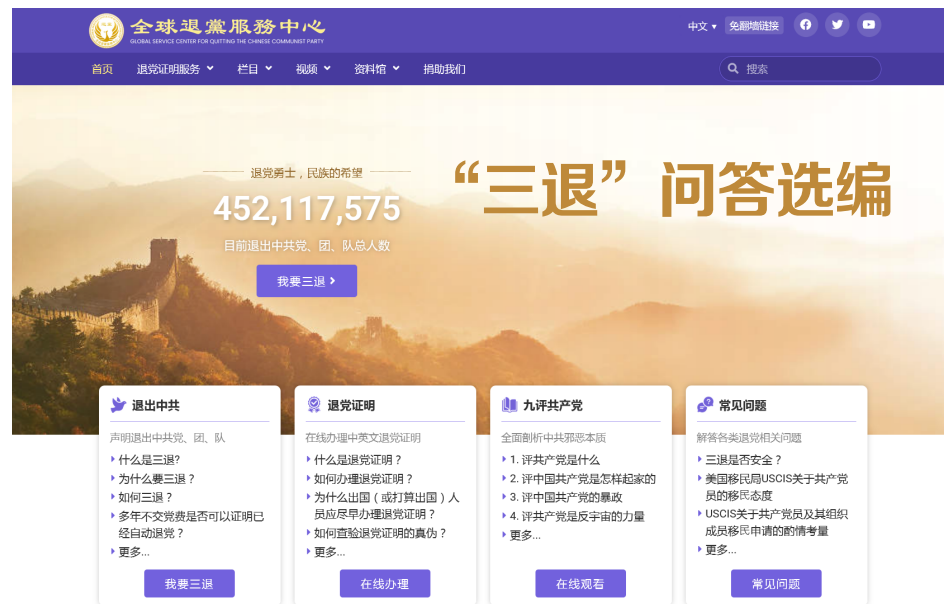 全球退黨服務中心
GLOBAL SERVICE CENTER FOR QUITTING THE CHINESE COMMUNIST PARTY
中文 免翻墙链接
首页 退党证明服务 栏目 视频 资料馆 捐助我们 搜索
退党勇士，民族的希望
452,117,575
目前退出中共党、团、队总人数
我要三退
“三退” 问答选编
退出中共
声明退出中共党、团、队
什么是三退?
为什么要三退？
如何三退？
多年不交党费是否可以证明已
经自动退党？
更多...
我要三退
退党证明
在线办理中英文退党证明
什么是退党证明？
如何办理退党证明？
为什么出国（或打算出国）人
员应尽早办理退党证明？
如何查验退党证明的真伪？
更多...
在线办理
九评共产党
全面剖析中共邪恶本质
1. 评共产党是什么
2. 评中国共产党是怎样起家的
3. 评中国共产党的暴政
4. 评共产党是反宇宙的力量
更多...
在线观看
常见问题
解答各类退党相关问题
三退是否安全？
美国移民局USCIS关于共产党
员的移民态度
USCIS关于共产党员及其组织
成员移民申请的酌情考量
更多...
常见问题